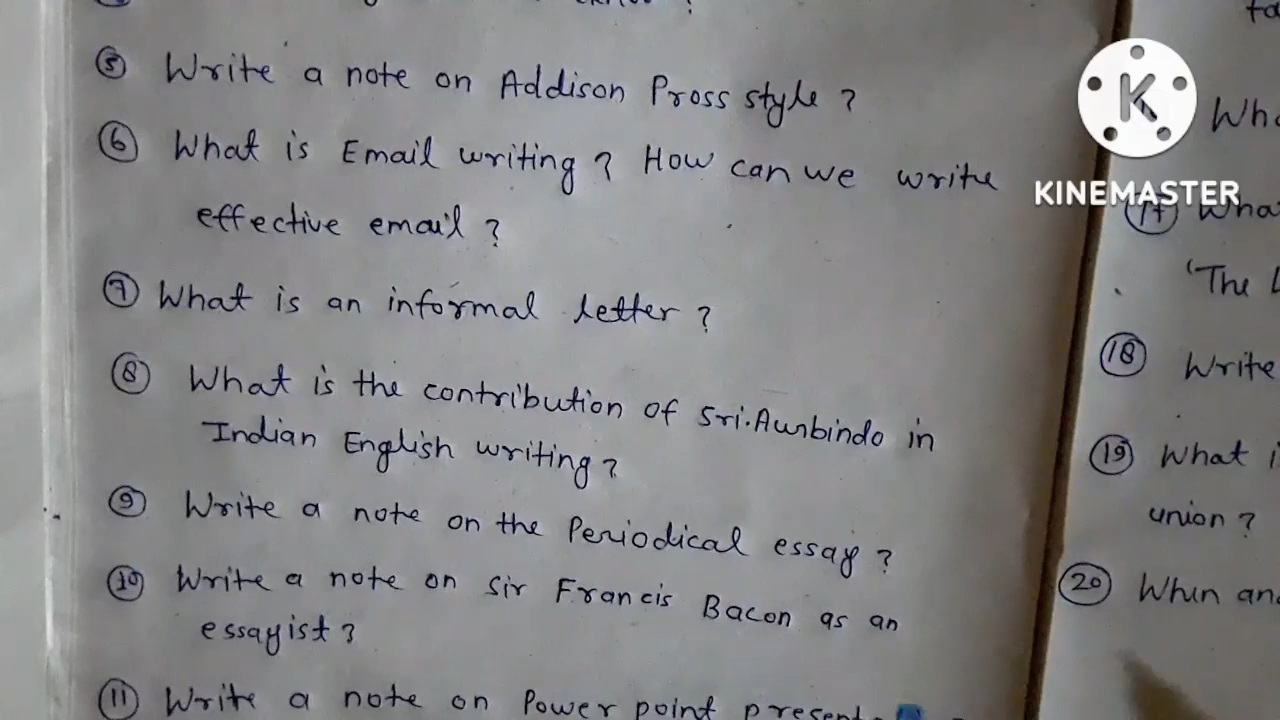 ⑤ Write a note on Addison Pross style ?
⑥ What is Email writing ? How can we write
effective email ?
⑦ What is an informal letter ?
⑧ What is the contribution of Sri.Aurbindo in
Indian English writing ?
⑨ Write a note on the Periodical essay ?
⑩ Write a note on Sir Francis Bacon as an
essayist ?
⑪ Write a note on Power point
K
KINEMASTER
⑰
'The
⑱ Write
⑲ What
union ?
⑳ When